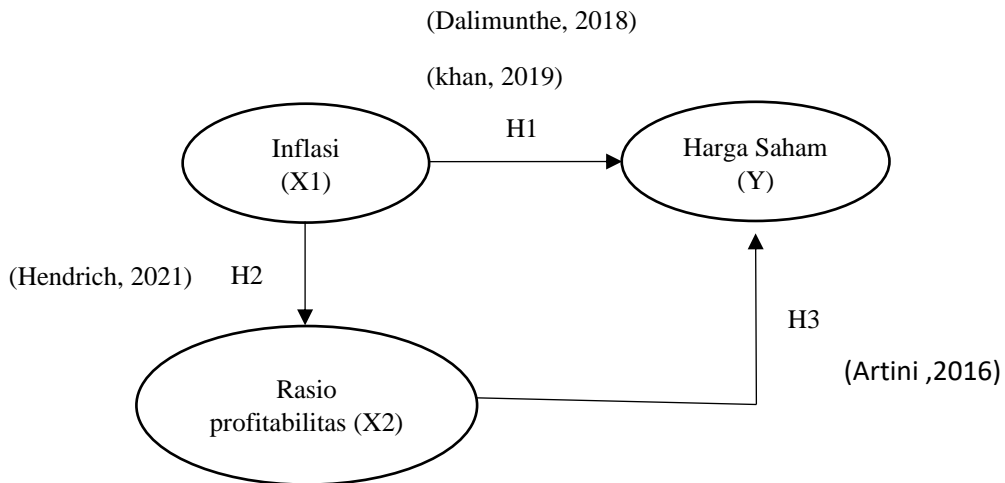 (Dalimunthe, 2018)
(khan, 2019)
H1
Inflasi
(X1)
Harga Saham
(Y)
(Hendrich, 2021)
H2
H3
(Artini ,2016)
Rasio
profitabilitas (X2)